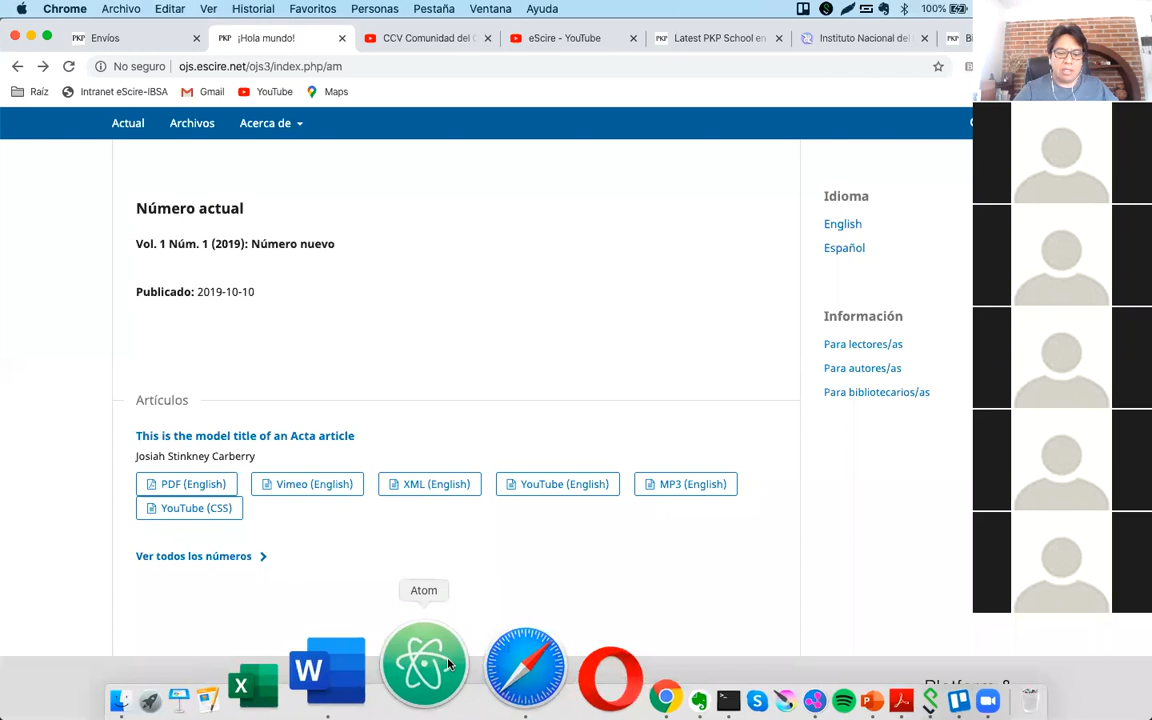 Chrome Archivo Editar Ver Historial Favoritos Personas Pestaña Ventana Ayuda 100%
PKP Envíos PKP ¡Hola mundo! CCV Comunidad del eScire - YouTube PKP Latest PKP School en Instituto Nacional de PKP
No seguro ojs.escire.net/ojs3/index.php/am
Raíz Intranet eScire-IBSA Gmail YouTube Maps
Actual Archivos Acerca de
Número actual
Vol. 1 Núm. 1 (2019): Número nuevo
Publicado: 2019-10-10
Artículos
This is the model title of an Acta article
Josiah Stinkney Carberry
PDF (English) Vimeo (English) XML (English) YouTube (English) MP3 (English)
YouTube (CSS)
Ver todos los números
Idioma
English
Español
Información
Para lectores/as
Para autores/as
Para bibliotecarios/as
Atom